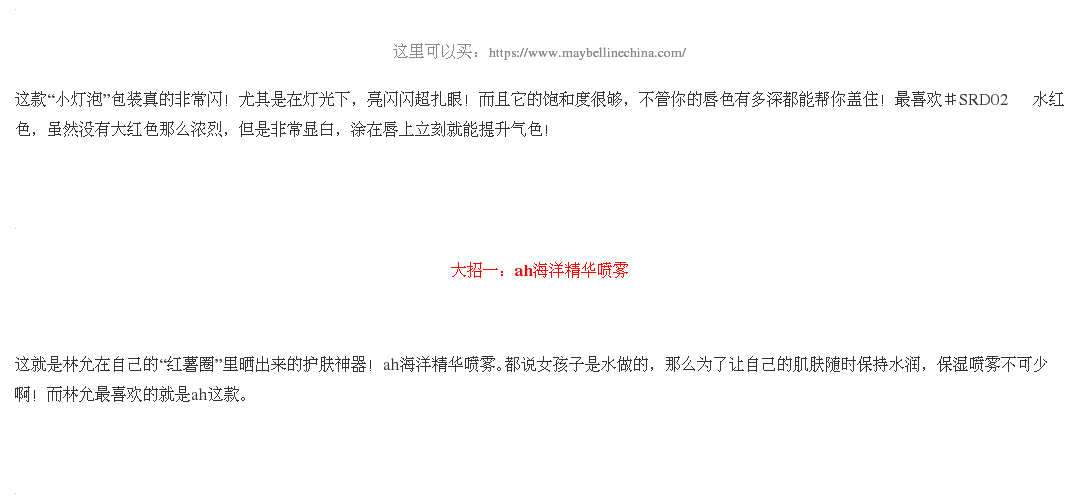 这里可以买：https://www.maybellinechina.com/
这款“小灯泡”包装真的非常闪！尤其是在灯光下，亮闪闪超扎眼！而且它的饱和度很够，不管你的唇色有多深都能帮你盖住！最喜欢＃SRD02 水红
色，虽然没有大红色那么浓烈，但是非常显白，涂在唇上立刻就能提升气色！
大招一：ah海洋精华喷雾
这就是林允在自己的“红薯圈”里晒出来的护肤神器！ah海洋精华喷雾。都说女孩子是水做的，那么为了让自己的肌肤随时保持水润，保湿喷雾不可少
啊！而林允最喜欢的就是ah这款。